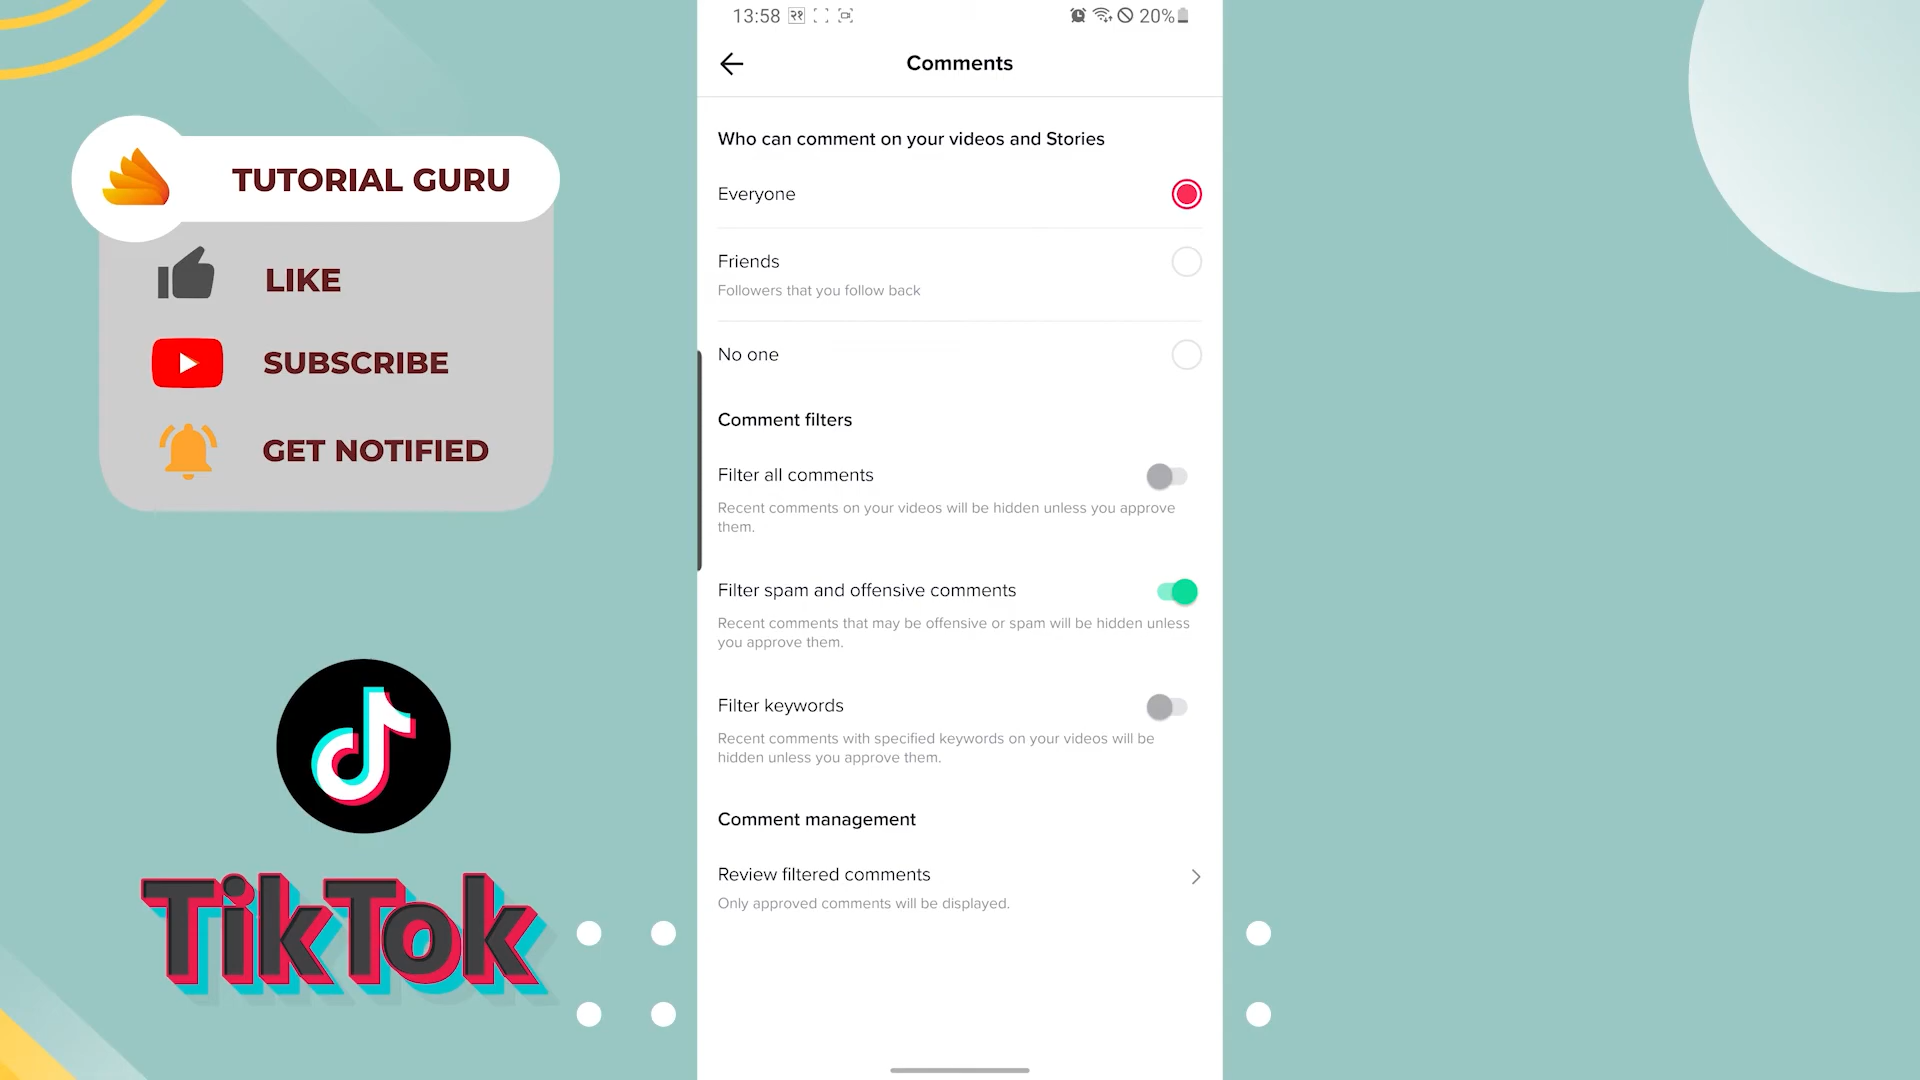 TUTORIAL GURU
LIKE
SUBSCRIBE
GET NOTIFIED
TikTok
13:58 २१
20%
Comments
Who can comment on your videos and Stories
Everyone
Friends
Followers that you follow back
No one
Comment filters
Filter all comments
Recent comments on your videos will be hidden unless you approve
them.
Filter spam and offensive comments
Recent comments that may be offensive or spam will be hidden unless
you approve them.
Filter keywords
Recent comments with specified keywords on your videos will be
hidden unless you approve them.
Comment management
Review filtered comments
Only approved comments will be displayed.